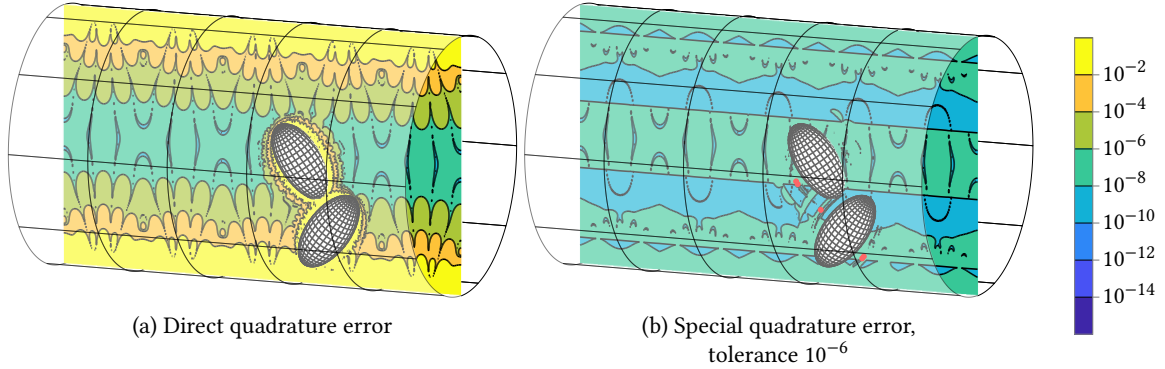 10⁻²
10⁻⁴
10⁻⁶
10⁻⁸
10⁻¹⁰
10⁻¹²
10⁻¹⁴
(a) Direct quadrature error
(b) Special quadrature error,
tolerance 10⁻⁶